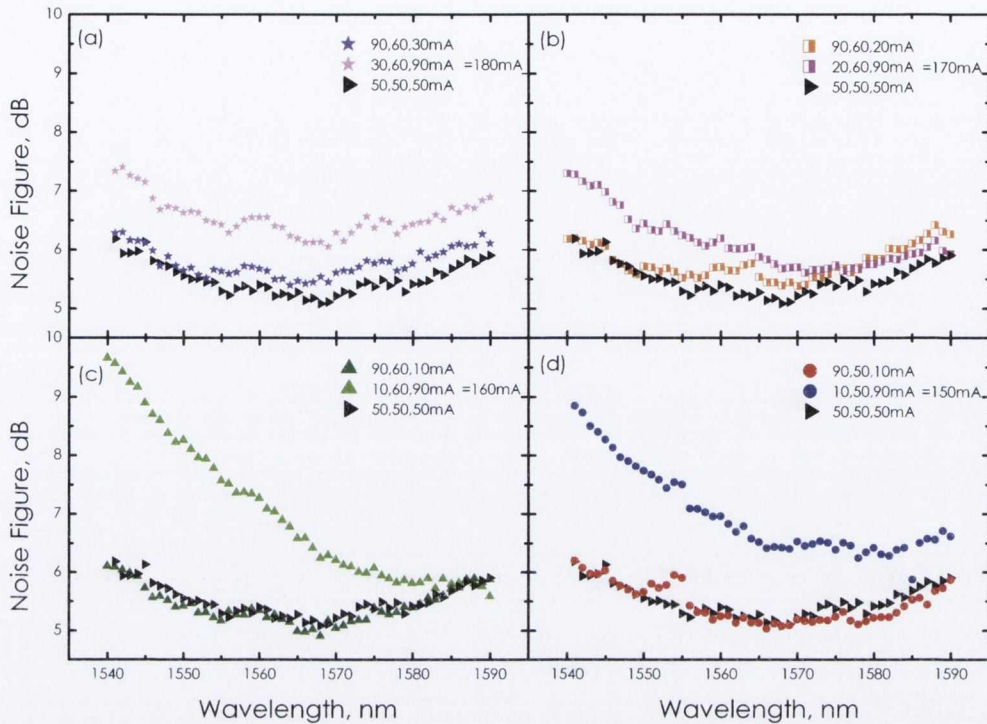 10
9
8
7
6
5
Noise Figure, dB
(a)
90,60,30mA
30,60,90mA =180mA
50,50,50mA
(b)
90,60,20mA
20,60,90mA =170mA
50,50,50mA
10
9
8
7
6
5
Noise Figure, dB
(c)
90,60,10mA
10,60,90mA =160mA
50,50,50mA
(d)
90,50,10mA
10,50,90mA =150mA
50,50,50mA
1540 1550 1560 1570 1580 1590
1540 1550 1560 1570 1580 1590
Wavelength, nm
Wavelength, nm